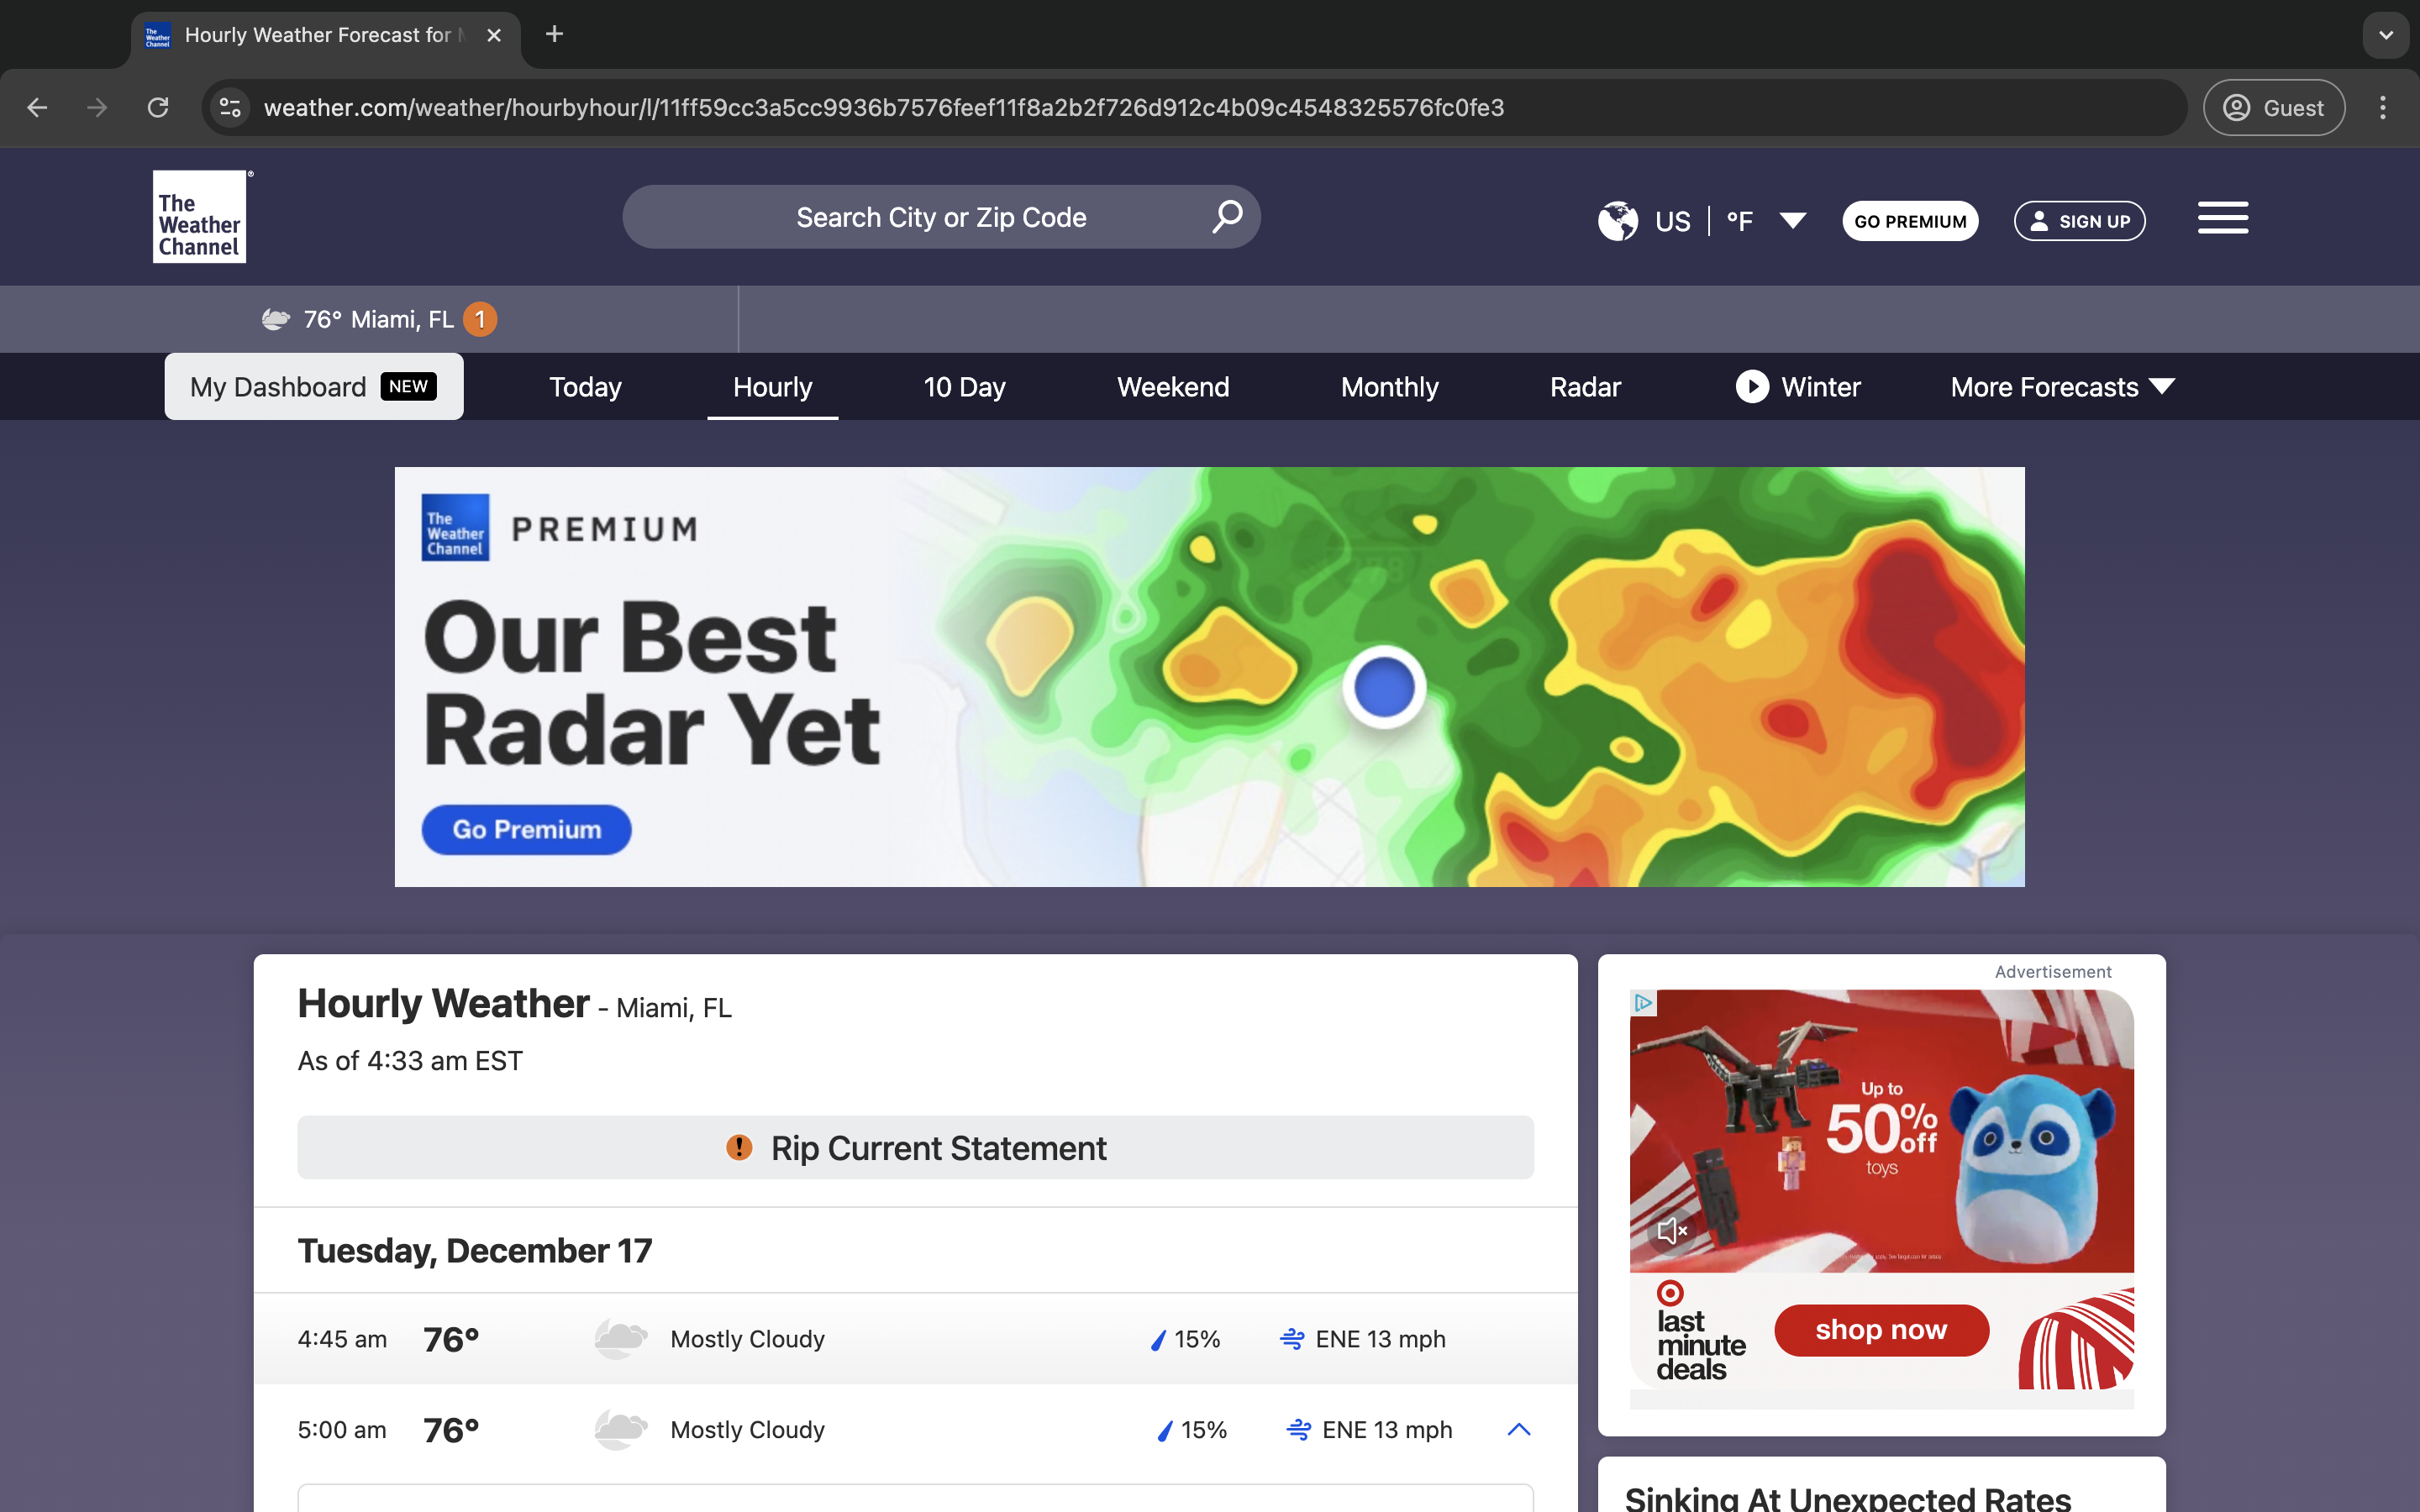 Hourly Weather Forecast for M
weather.com/weather/hourbyhour/l/11ff59cc3a5cc9936b7576feef11f8a2b2f726d912c4b09c4548325576fc0fe3
Guest
The
Weather
Channel
Search City or Zip Code
US | °F
GO PREMIUM
SIGN UP
76° Miami, FL 1
My Dashboard NEW
Today
Hourly
10 Day
Weekend
Monthly
Radar
Winter
More Forecasts
The
Weather
Channel
PREMIUM
Our Best
Radar Yet
Go Premium
Hourly Weather - Miami, FL
As of 4:33 am EST
Rip Current Statement
Tuesday, December 17
4:45 am 76° Mostly Cloudy 15% ENE 13 mph
5:00 am 76° Mostly Cloudy 15% ENE 13 mph
Advertisement
Up to
50% off
toys
last
minute
deals
shop now
Sinking At Unexpected Rates